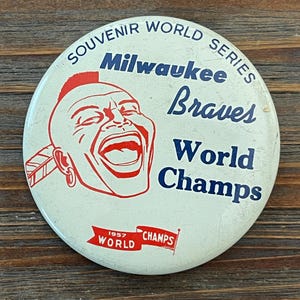 SOUVENIR WORLD SERIES
Milwaukee
Braves
World
Champs
1957
WORLD CHAMPS